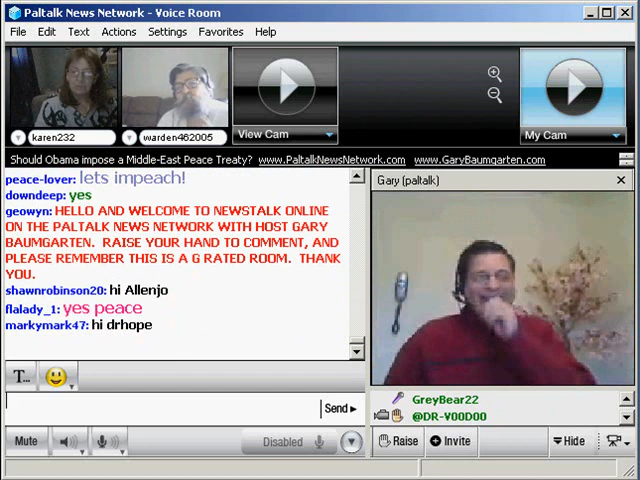 Paltalk News Network - Voice Room
File Edit Text Actions Settings Favorites Help
karen232
warden462005
View Cam
My Cam
Should Obama impose a Middle-East Peace Treaty? www.PaltalkNewsNetwork.com www.GaryBaumgarten.com
peace-lover: lets impeach!
downdeep: yes
geowyn: HELLO AND WELCOME TO NEWSTALK ONLINE
ON THE PALTALK NEWS NETWORK WITH HOST GARY
BAUMGARTEN. RAISE YOUR HAND TO COMMENT, AND
PLEASE REMEMBER THIS IS A G RATED ROOM. THANK
YOU.
shawnrobinson20: hi Allenjo
flalady_1: yes peace
markymark47: hi drhope
Gary (paltalk)
T...
Send
GreyBear22
@DR-V00D00
Mute
Disabled
Raise
Invite
Hide